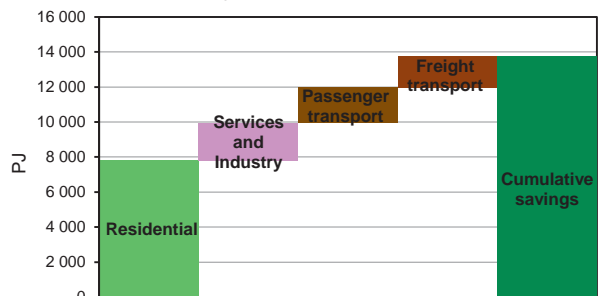 16 000
14 000
12 000
10 000
8 000
6 000
4 000
2 000
0
PJ
Residential
Services
and
Industry
Passenger
transport
Freight
transport
Cumulative
savings